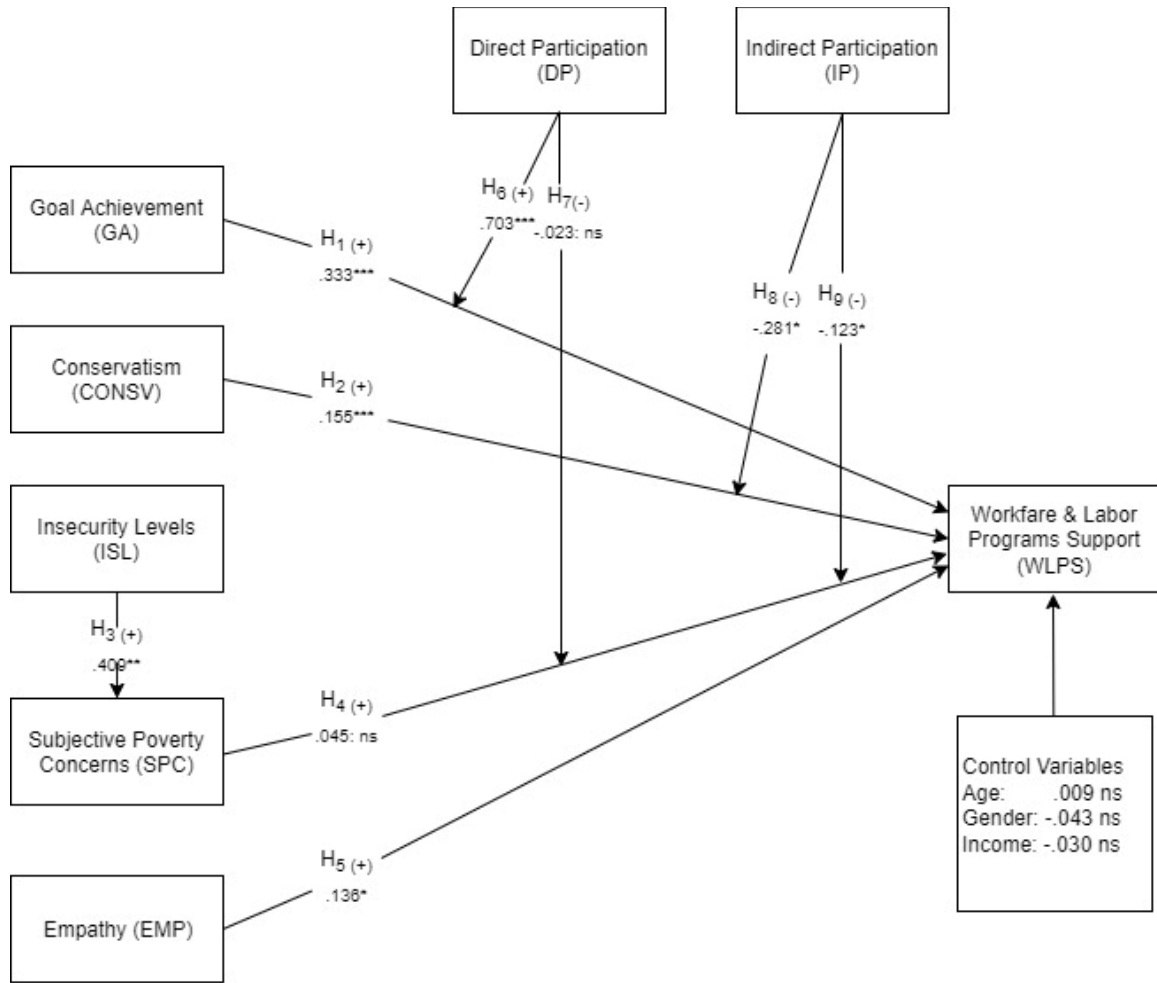 Direct Participation
(DP)
Indirect Participation
(IP)
Goal Achievement
(GA)
H6 (+)
.703***
H7(-)
-.023: ns
H1 (+)
.333***
H8 (-)
-.281*
H9 (-)
-.123*
Conservatism
(CONSV)
H2 (+)
.155***
Insecurity Levels
(ISL)
Workfare & Labor
Programs Support
(WLPS)
H3 (+)
.409**
Subjective Poverty
Concerns (SPC)
H4 (+)
.045: ns
Control Variables
Age: .009 ns
Gender: -.043 ns
Income: -.030 ns
H5 (+)
.136*
Empathy (EMP)